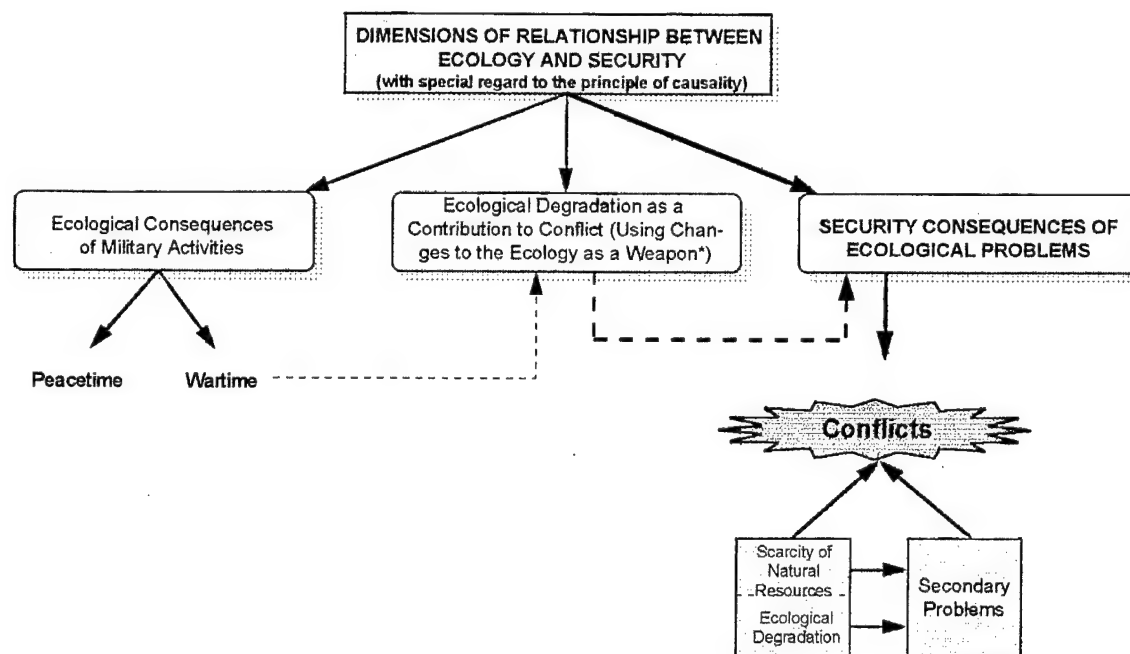 DIMENSIONS OF RELATIONSHIP BETWEEN
ECOLOGY AND SECURITY
(with special regard to the principle of causality)
Ecological Consequences
of Military Activities
Ecological Degradation as a
Contribution to Conflict (Using Chan-
ges to the Ecology as a Weapon*)
SECURITY CONSEQUENCES OF
ECOLOGICAL PROBLEMS
Peacetime
Wartime
Conflicts
Scarcity of
Natural
Resources
Ecological
Degradation
Secondary
Problems